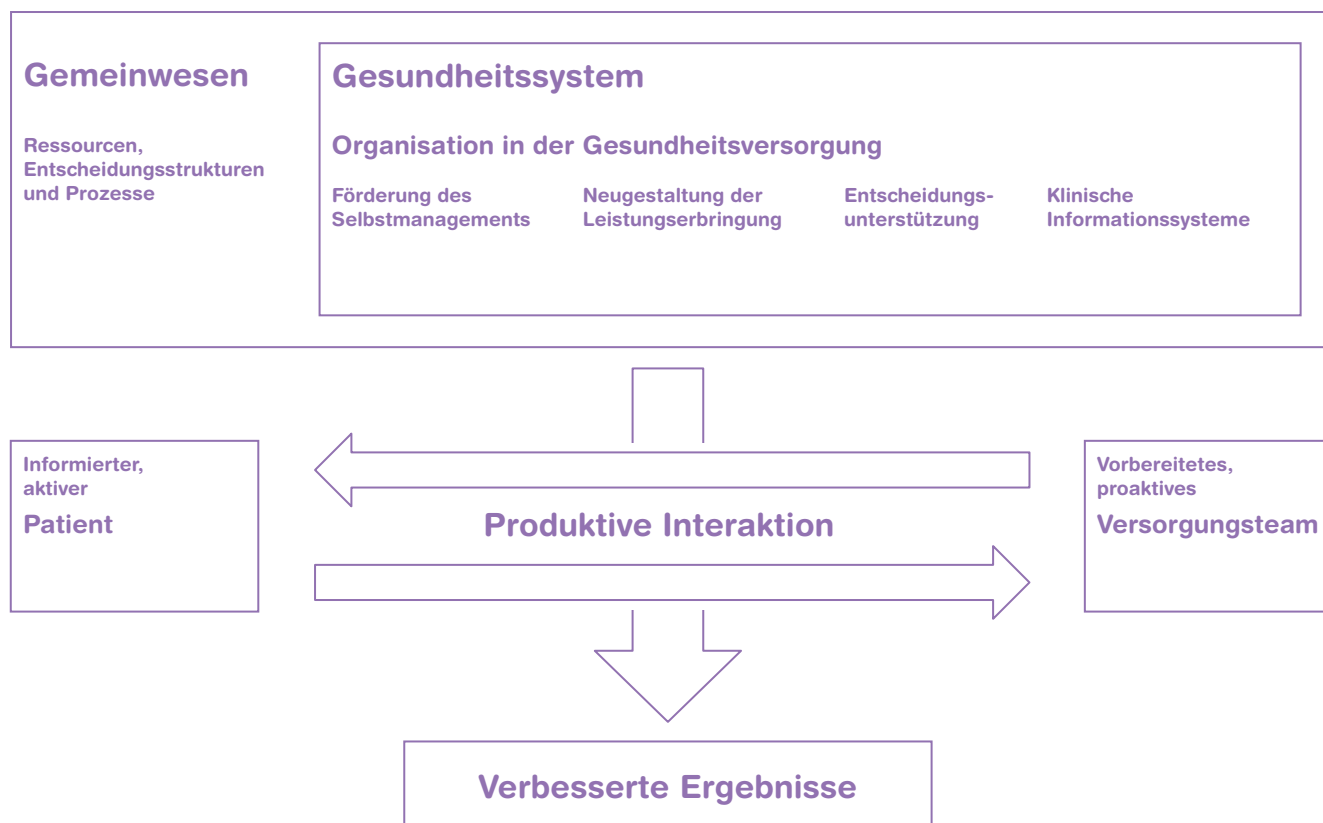 Gemeinwesen
Ressourcen,
Entscheidungsstrukturen
und Prozesse
Gesundheitssystem
Organisation in der Gesundheitsversorgung
Förderung des
Selbstmanagements
Neugestaltung der
Leistungserbringung
Entscheidungs-
unterstützung
Klinische
Informationssysteme
Informierter,
aktiver
Patient
Produktive Interaktion
Vorbereitetes,
proaktives
Versorgungsteam
Verbesserte Ergebnisse